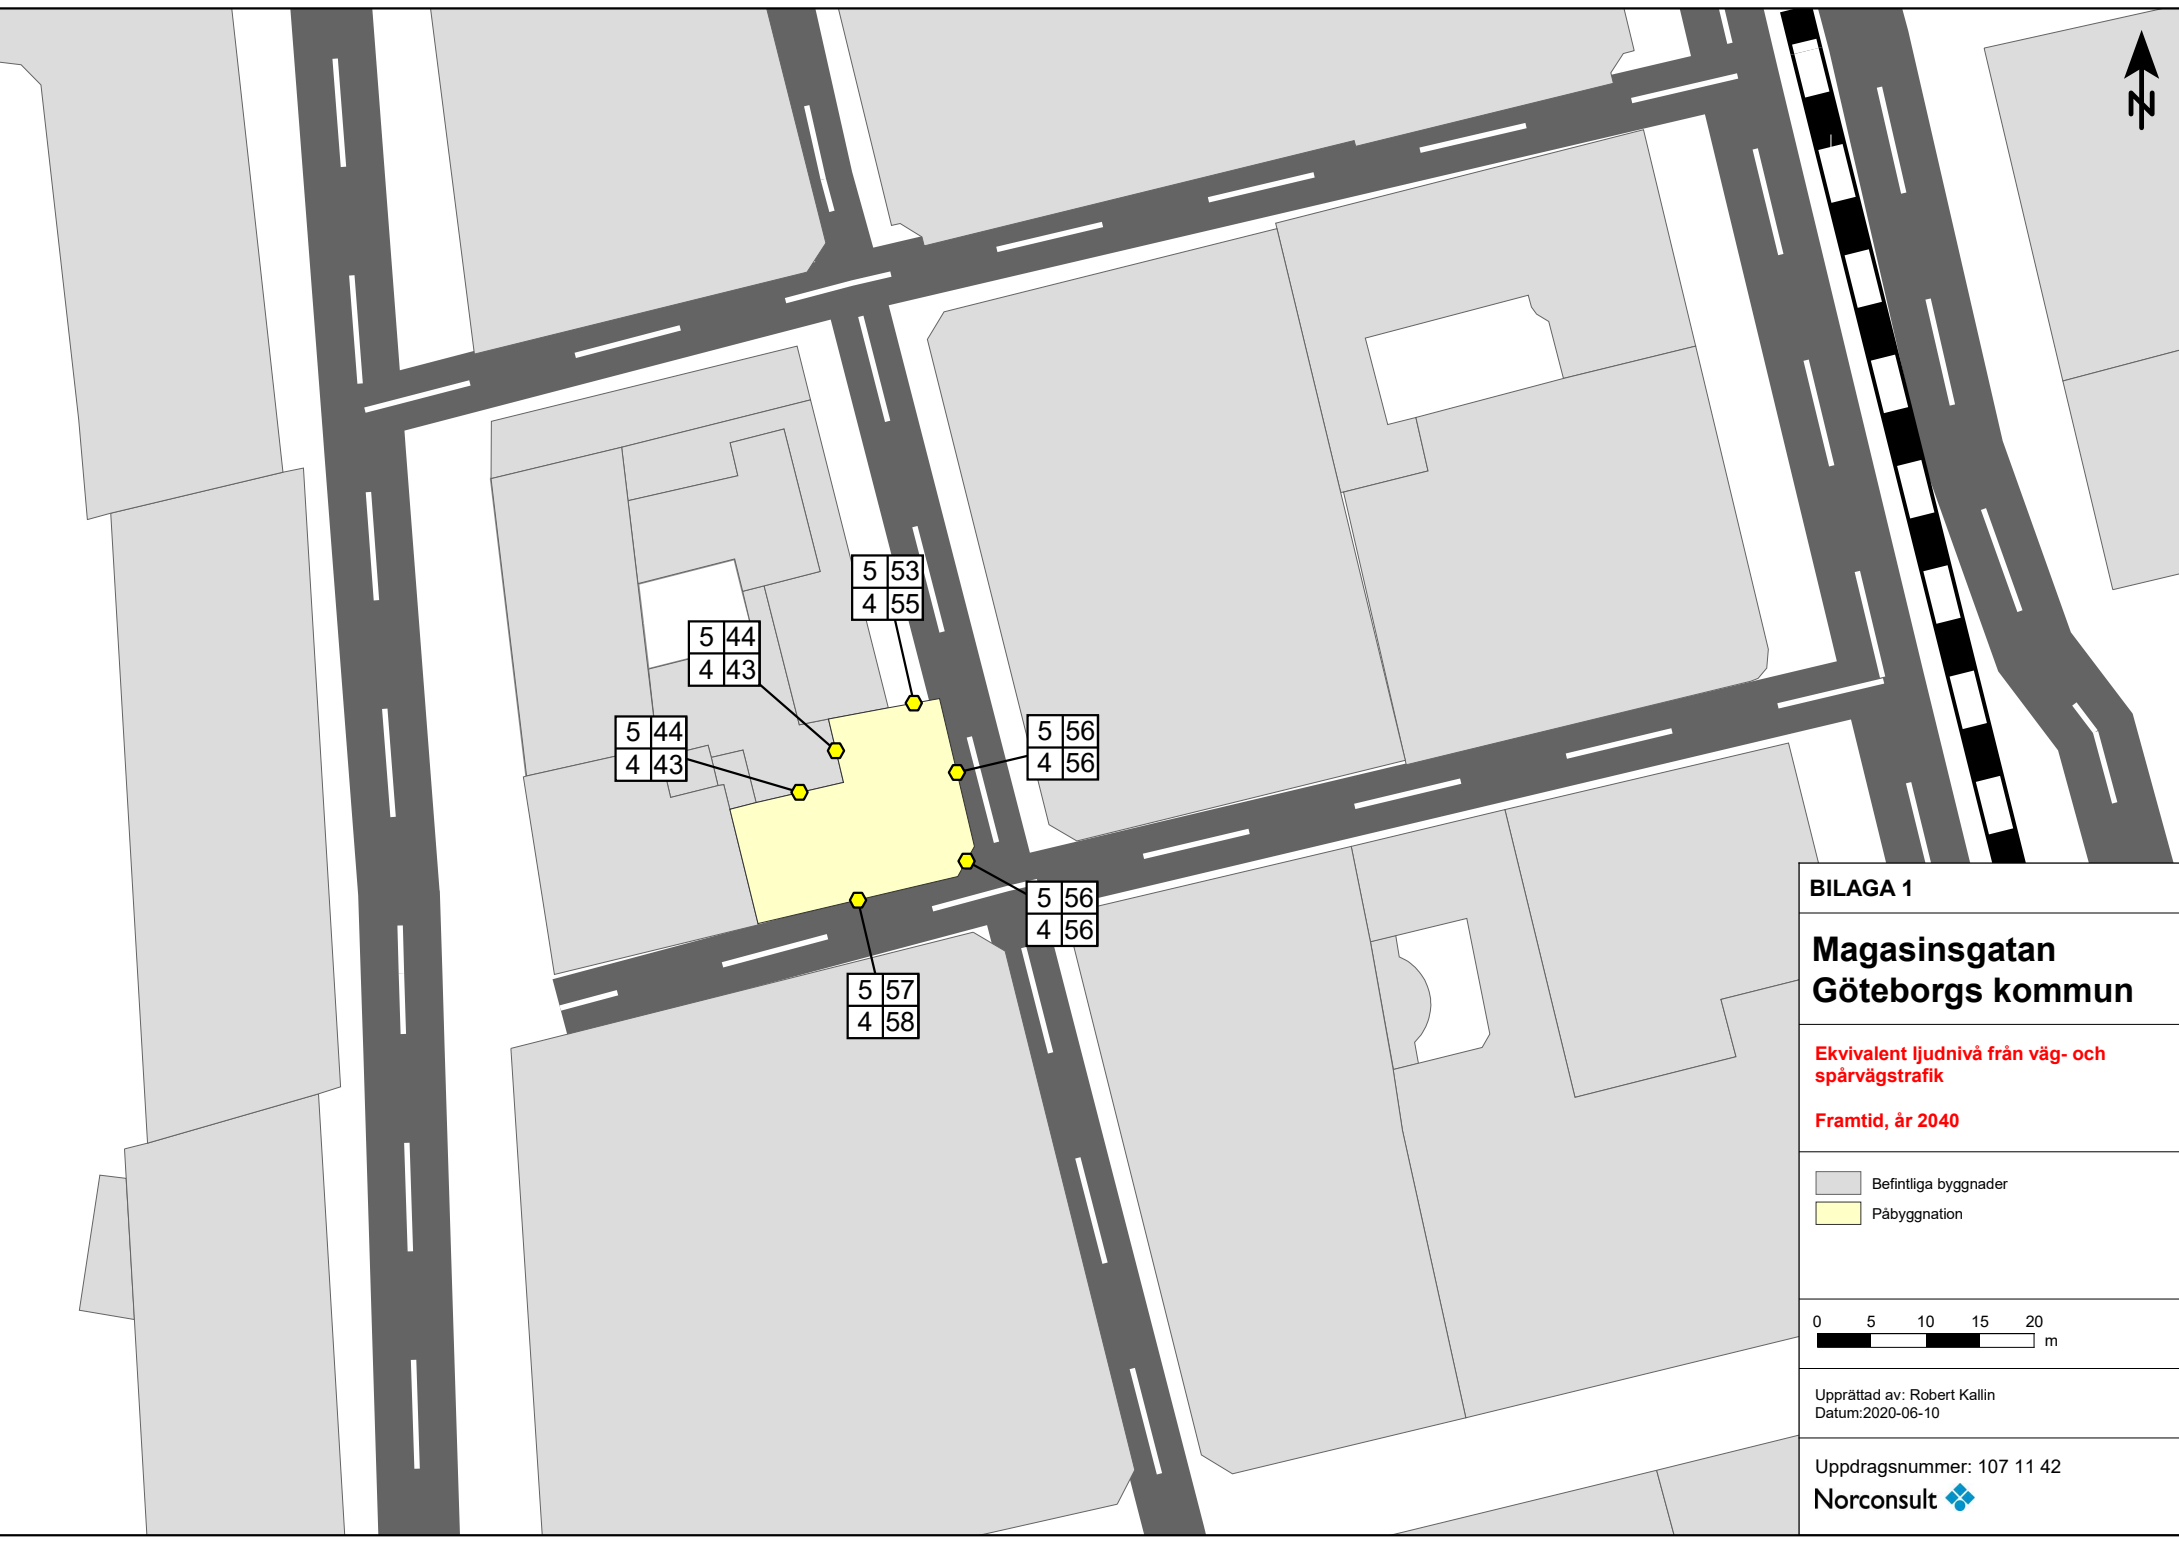 N
5 53
4 55
5 44
4 43
5 44
4 43
5 56
4 56
5 56
4 56
5 57
4 58
BILAGA 1
Magasinsgatan
Göteborgs kommun
Ekvivalent ljudnivå från väg- och
spårvägstrafik
Framtid, år 2040
Befintliga byggnader
Påbyggnation
0 5 10 15 20
m
Upprättad av: Robert Kallin
Datum:2020-06-10
Uppdragsnummer: 107 11 42
Norconsult